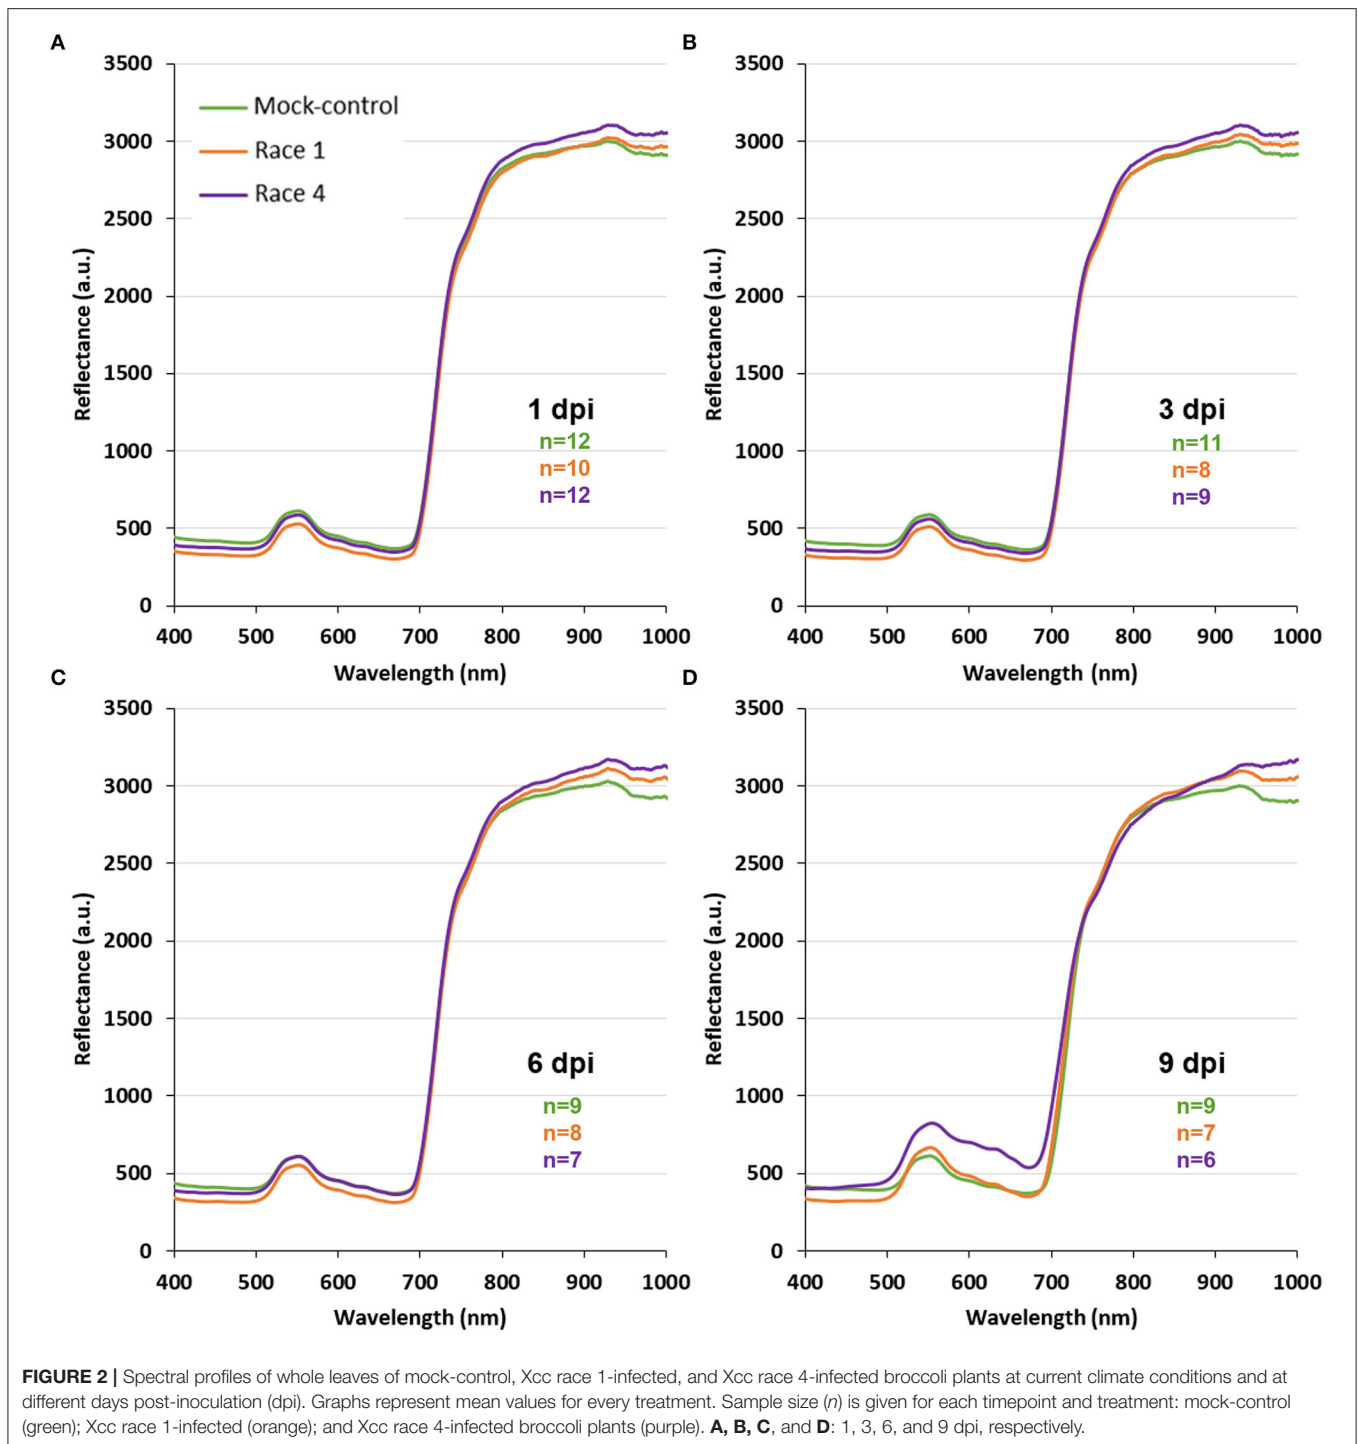 A
3500
3000
2500
2000
1500
1000
500
0
Reflectance (a.u.)
Mock-control
Race 1
Race 4
1 dpi
n=12
n=10
n=12
400 500 600 700 800 900 1000
Wavelength (nm)
B
3500
3000
2500
2000
1500
1000
500
0
Reflectance (a.u.)
3 dpi
n=11
n=8
n=9
400 500 600 700 800 900 1000
Wavelength (nm)
C
3500
3000
2500
2000
1500
1000
500
0
Reflectance (a.u.)
6 dpi
n=9
n=8
n=7
400 500 600 700 800 900 1000
Wavelength (nm)
D
3500
3000
2500
2000
1500
1000
500
0
Reflectance (a.u.)
9 dpi
n=9
n=7
n=6
400 500 600 700 800 900 1000
Wavelength (nm)
FIGURE 2 | Spectral profiles of whole leaves of mock-control, Xcc race 1-infected, and Xcc race 4-infected broccoli plants at current climate conditions and at
different days post-inoculation (dpi). Graphs represent mean values for every treatment. Sample size (n) is given for each timepoint and treatment: mock-control
(green); Xcc race 1-infected (orange); and Xcc race 4-infected broccoli plants (purple). A, B, C, and D: 1, 3, 6, and 9 dpi, respectively.